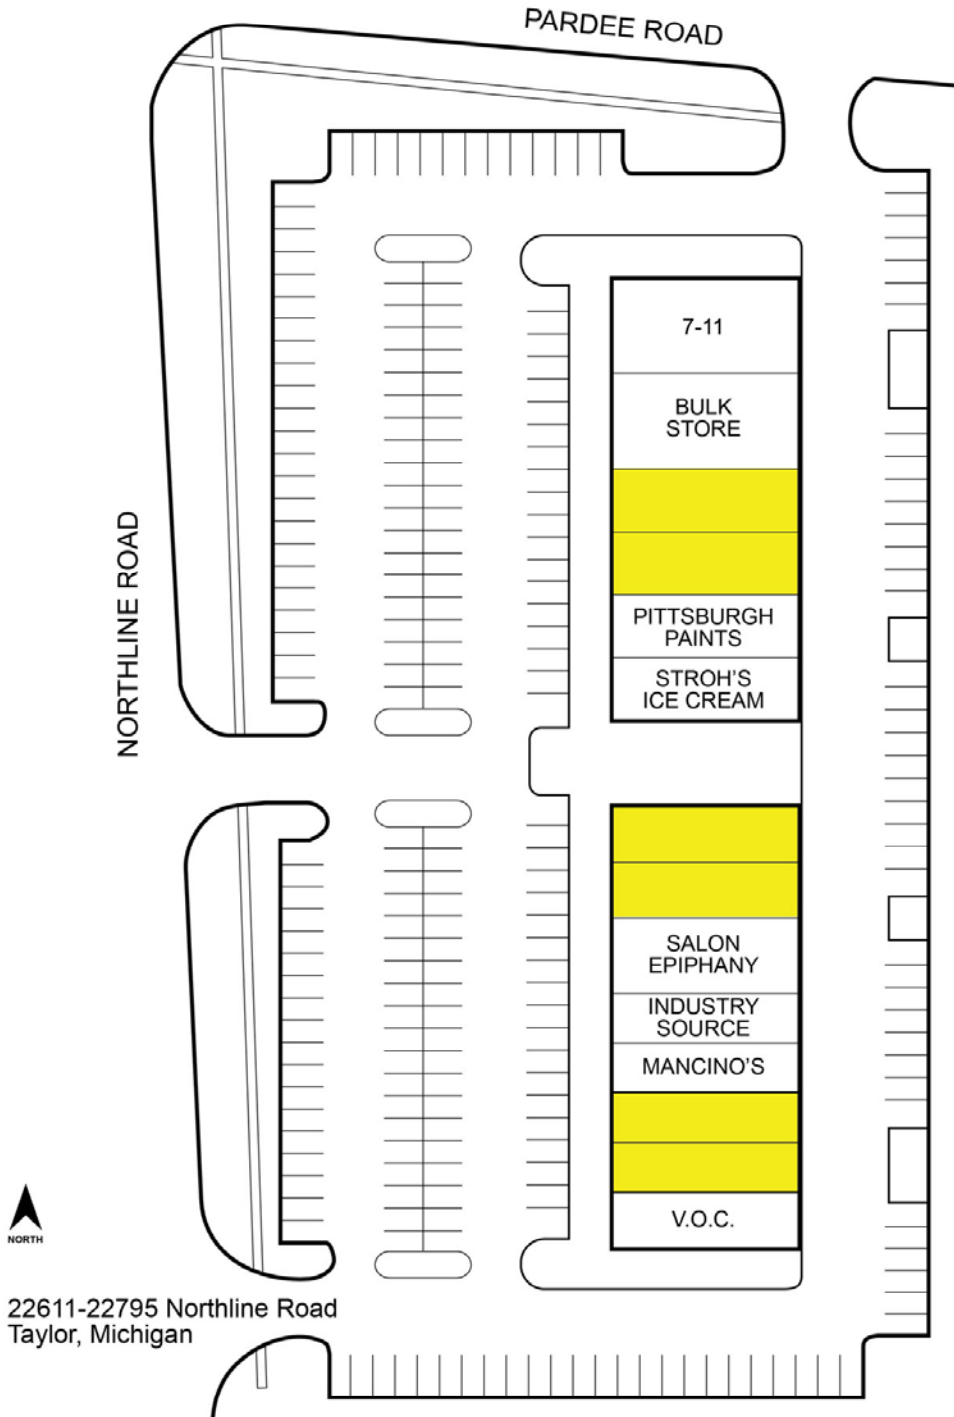 PARDEE ROAD
7-11
BULK
STORE
NORTHLINE ROAD
PITTSBURGH
PAINTS
STROH'S
ICE CREAM
SALON
EPIPHANY
INDUSTRY
SOURCE
MANCINO'S
V.O.C.
NORTH
22611-22795 Northline Road
Taylor, Michigan